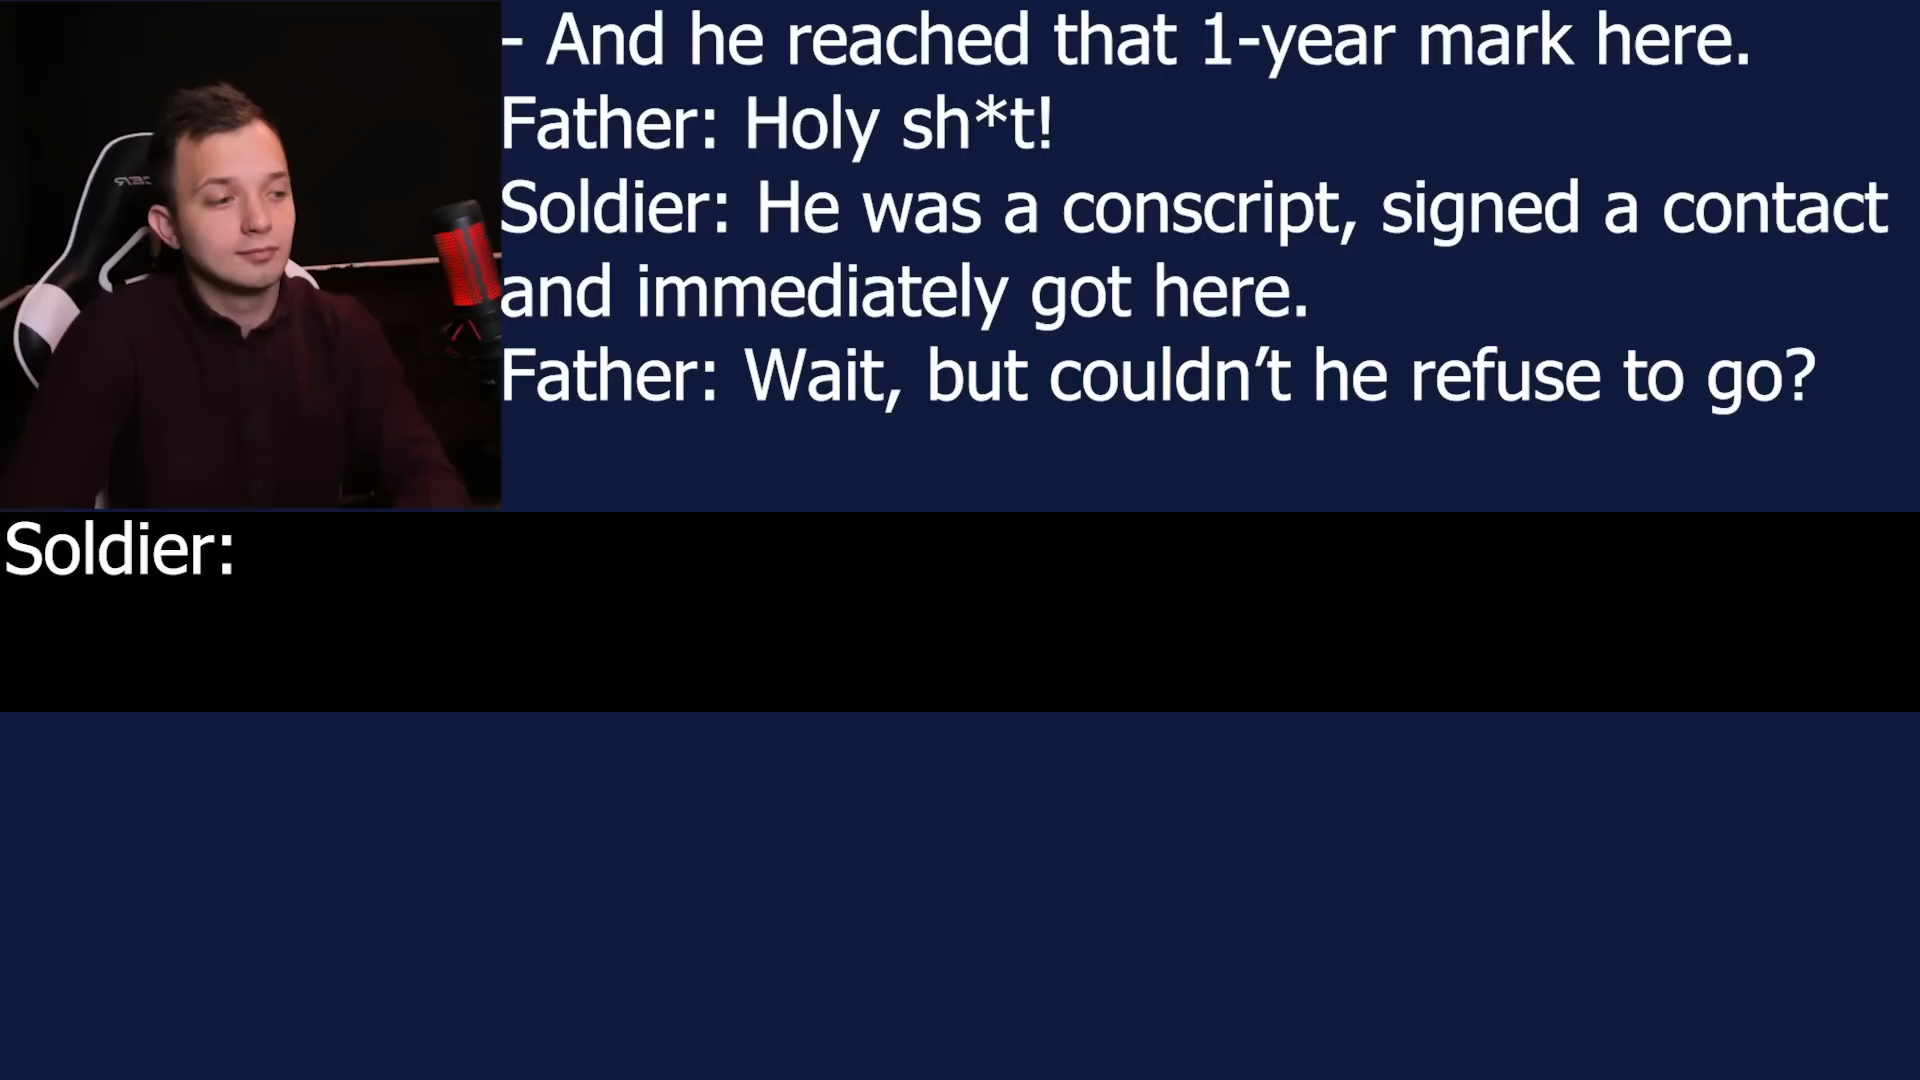 - And he reached that 1-year mark here.
Father: Holy sh*t!
Soldier: He was a conscript, signed a contact
and immediately got here.
Father: Wait, but couldn’t he refuse to go?
Soldier: